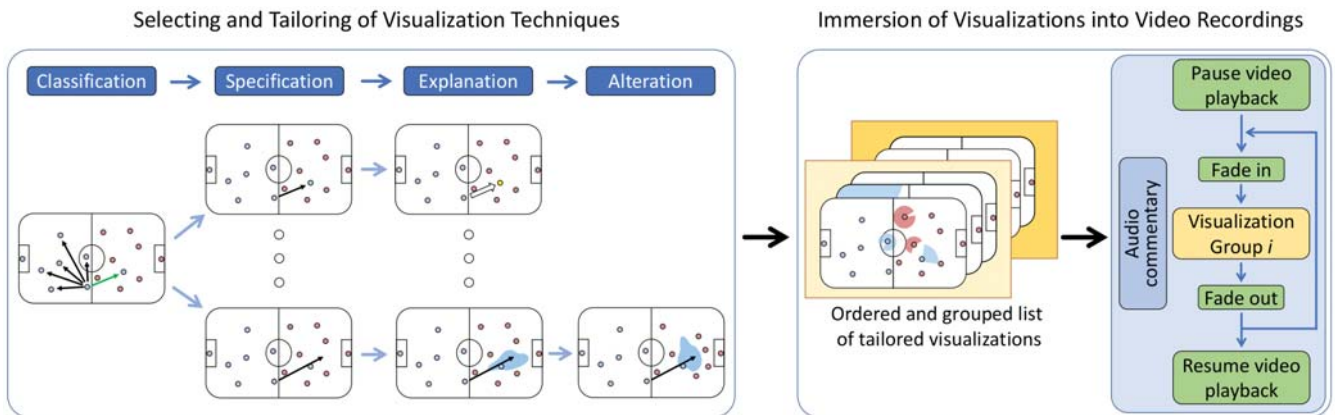 Selecting and Tailoring of Visualization Techniques
Classification
Specification
Explanation
Alteration
Immersion of Visualizations into Video Recordings
Ordered and grouped list
of tailored visualizations
Audio
commentary
Pause video
playback
Fade in
Visualization
Group i
Fade out
Resume video
playback